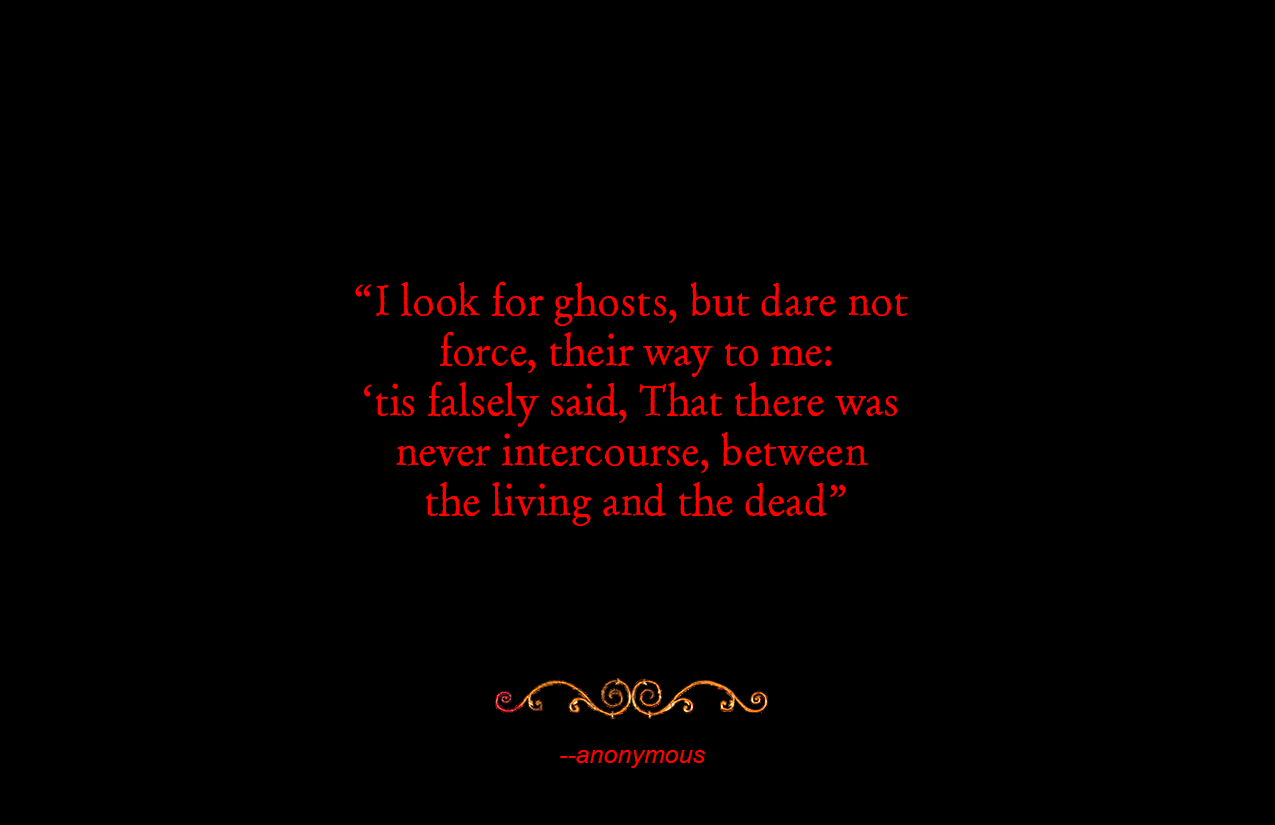 “I look for ghosts, but dare not
force, their way to me:
‘tis falsely said, That there was
never intercourse, between
the living and the dead”
--anonymous